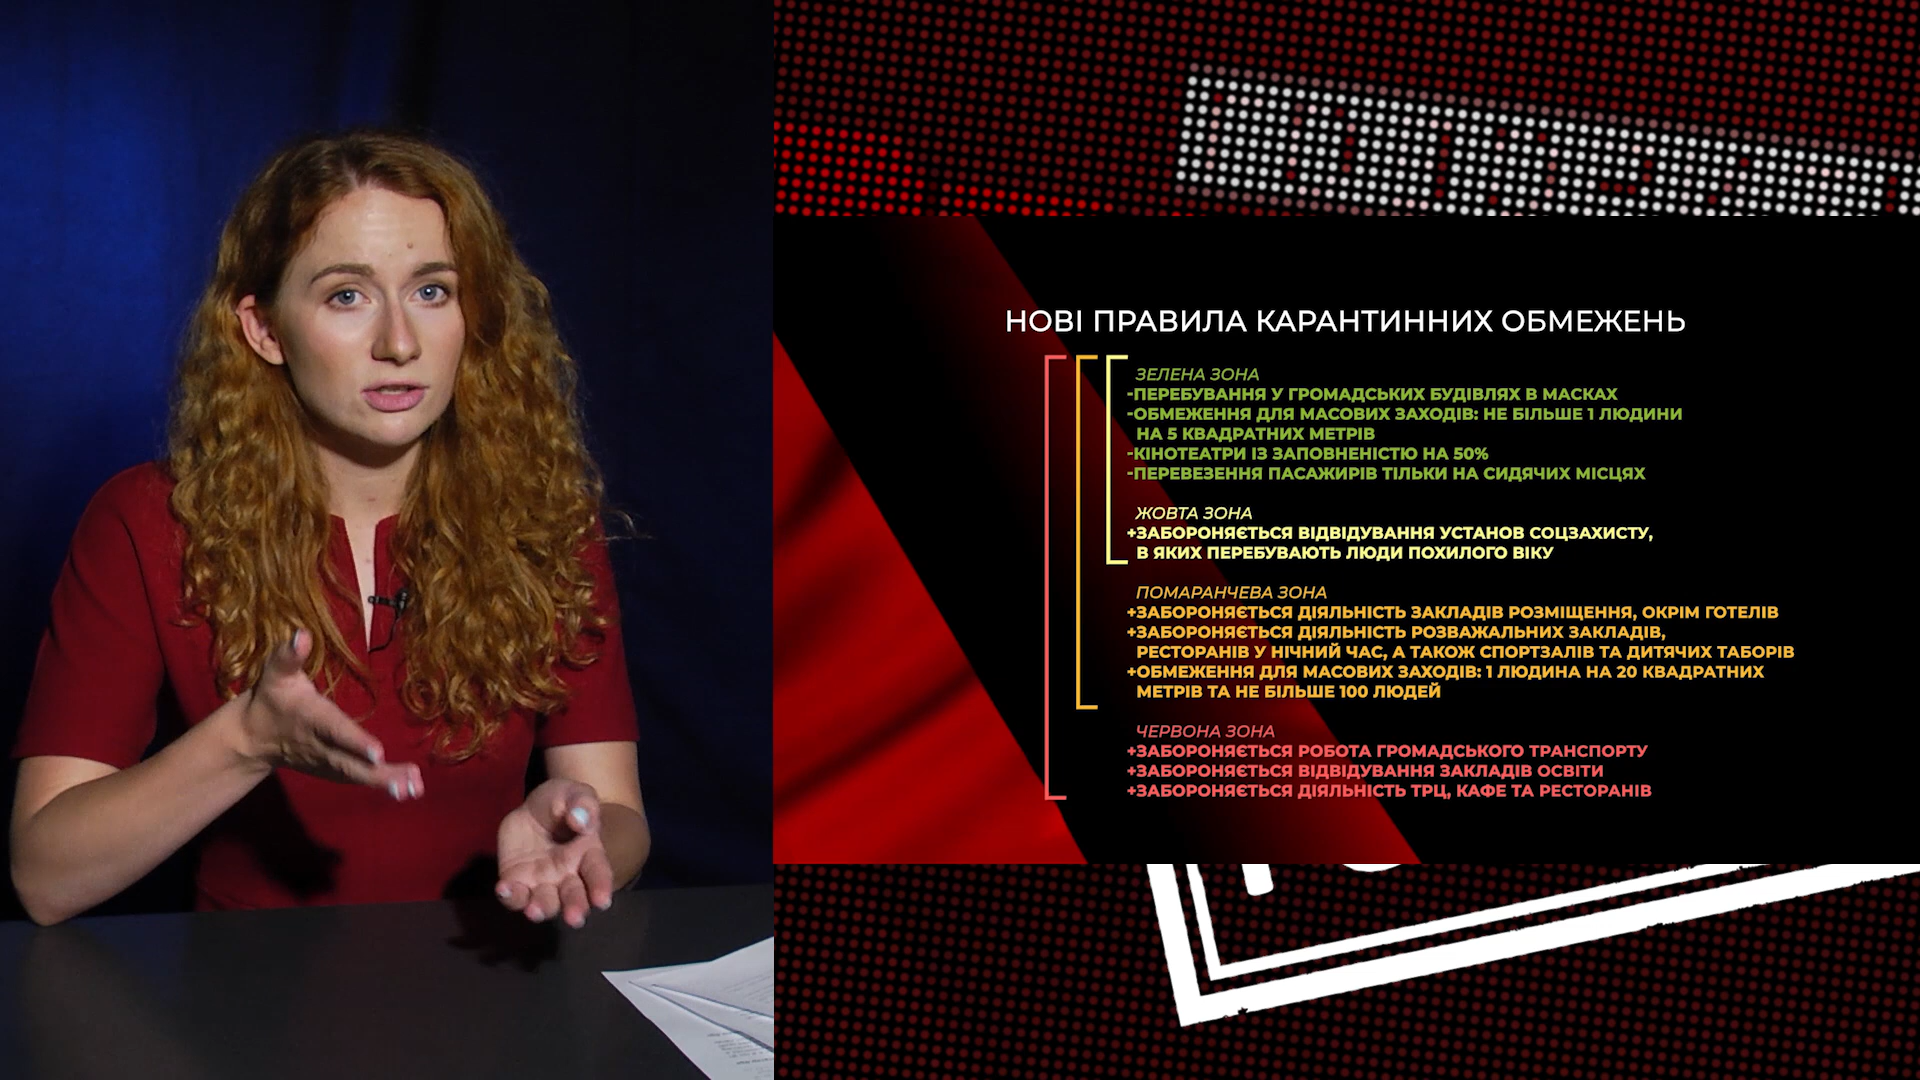 НОВІ ПРАВИЛА КАРАНТИННИХ ОБМЕЖЕНЬ
ЗЕЛЕНА ЗОНА
-ПЕРЕБУВАННЯ У ГРОМАДСЬКИХ БУДІВЛЯХ В МАСКАХ
-ОБМЕЖЕННЯ ДЛЯ МАСОВИХ ЗАХОДІВ: НЕ БІЛЬШЕ 1 ЛЮДИНИ
НА 5 КВАДРАТНИХ МЕТРІВ
-КІНОТЕАТРИ ІЗ ЗАПОВНЕНІСТЮ НА 50%
-ПЕРЕВЕЗЕННЯ ПАСАЖИРІВ ТІЛЬКИ НА СИДЯЧИХ МІСЦЯХ
ЖОВТА ЗОНА
+ЗАБОРОНЯЄТЬСЯ ВІДВІДУВАННЯ УСТАНОВ СОЦЗАХИСТУ,
В ЯКИХ ПЕРЕБУВАЮТЬ ЛЮДИ ПОХИЛОГО ВІКУ
ПОМАРАНЧЕВА ЗОНА
+ЗАБОРОНЯЄТЬСЯ ДІЯЛЬНІСТЬ ЗАКЛАДІВ РОЗМІЩЕННЯ, ОКРІМ ГОТЕЛІВ
+ЗАБОРОНЯЄТЬСЯ ДІЯЛЬНІСТЬ РОЗВАЖАЛЬНИХ ЗАКЛАДІВ,
РЕСТОРАНІВ У НІЧНИЙ ЧАС, А ТАКОЖ СПОРТЗАЛІВ ТА ДИТЯЧИХ ТАБОРІВ
+ОБМЕЖЕННЯ ДЛЯ МАСОВИХ ЗАХОДІВ: 1 ЛЮДИНА НА 20 КВАДРАТНИХ
МЕТРІВ ТА НЕ БІЛЬШЕ 100 ЛЮДЕЙ
ЧЕРВОНА ЗОНА
+ЗАБОРОНЯЄТЬСЯ РОБОТА ГРОМАДСЬКОГО ТРАНСПОРТУ
+ЗАБОРОНЯЄТЬСЯ ВІДВІДУВАННЯ ЗАКЛАДІВ ОСВІТИ
+ЗАБОРОНЯЄТЬСЯ ДІЯЛЬНІСТЬ ТРЦ, КАФЕ ТА РЕСТОРАНІВ